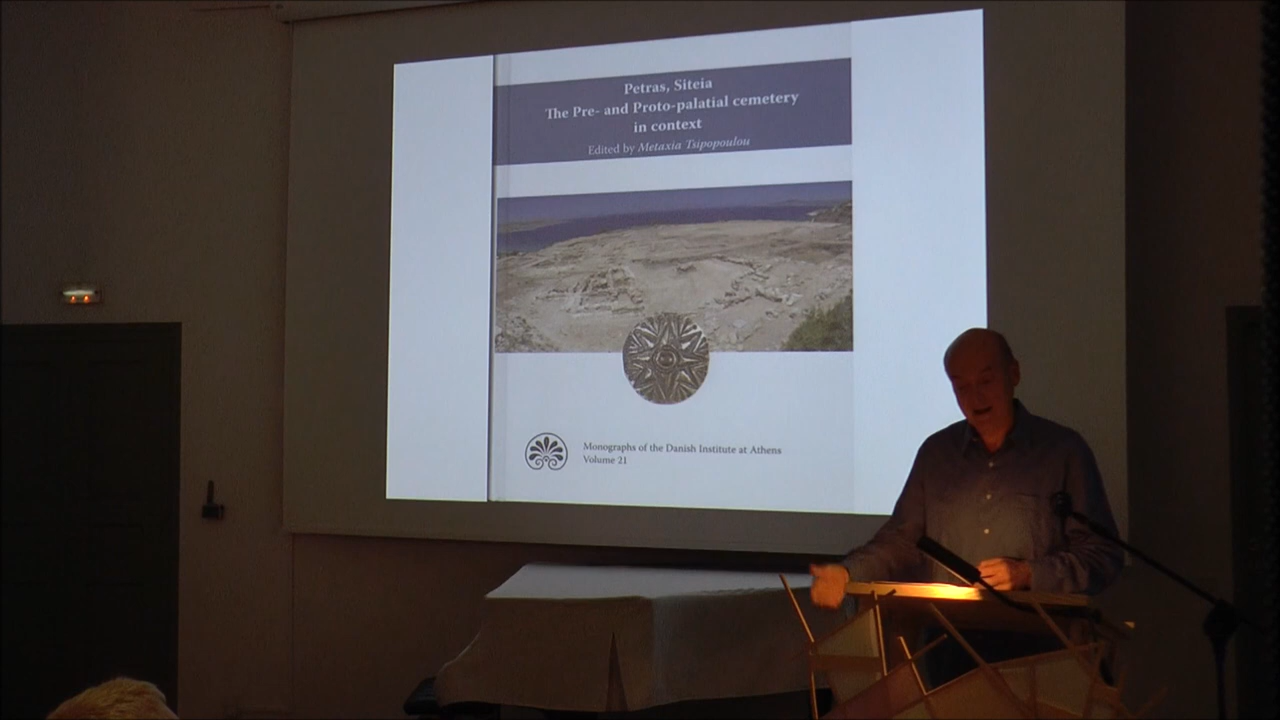 Petras, Siteia
The Pre- and Proto-palatial cemetery
in context
Edited by Metaxia Tsipopoulou
Monographs of the Danish Institute at Athens
Volume 21